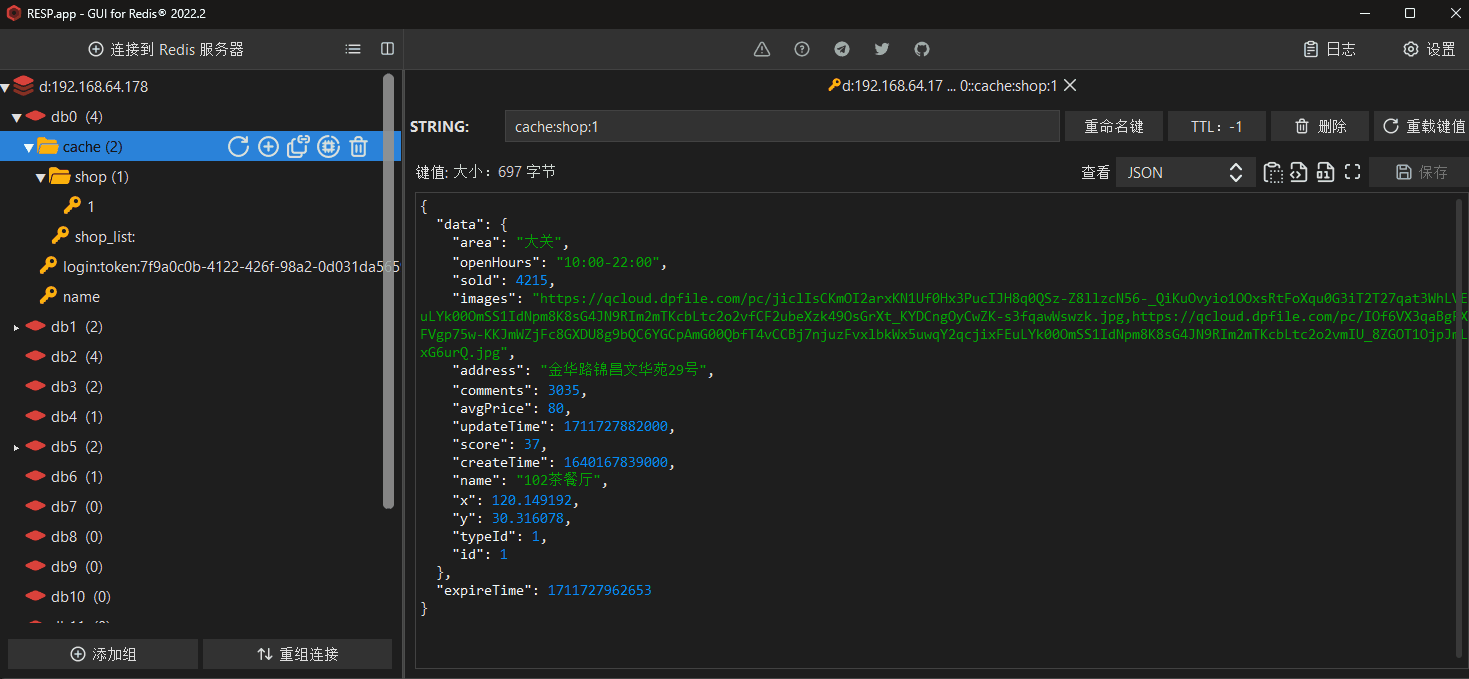 RESP.app - GUI for Redis® 2022.2
连接到 Redis 服务器
日志
设置
d:192.168.64.178
db0 (4)
cache (2)
shop (1)
1
shop_list:
login:token:7f9a0c0b-4122-426f-98a2-0d031da565
name
db1 (2)
db2 (4)
db3 (2)
db4 (1)
db5 (2)
db6 (1)
db7 (0)
db8 (0)
db9 (0)
db10 (0)
添加组
重组连接
d:192.168.64.17 ... 0::cache:shop:1
STRING:
cache:shop:1
重命名键
TTL：-1
删除
重载键值
键值: 大小：697 字节
查看
JSON
保存
{
"data": {
"area": "大关",
"openHours": "10:00-22:00",
"sold": 4215,
"images": "https://qcloud.dpfile.com/pc/jiclIsCKmOI2arxKN1Uf0Hx3PucIJH8q0QSz-Z8llzcN56-_QiKuOvyio1OOxsRtFoXqu0G3iT2T27qat3WhLVE
uLYk00OmSS1IdNpm8K8sG4JN9RIm2mTKcbLtc2o2vfCF2ubeXzk49OsGrXt_KYDCngOyCwZK-s3fqawWswzk.jpg,https://qcloud.dpfile.com/pc/IOf6VX3qaBgFX
FVgp75w-KKJmWZjFc8GXDU8g9bQC6YGCpAmG00QbfT4vCCBj7njuzFvxlbkWx5uwqY2qcjixFEuLYk00OmSS1IdNpm8K8sG4JN9RIm2mTKcbLtc2o2vmIU_8ZGOT1OjpJmL
xG6urQ.jpg",
"address": "金华路锦昌文华苑29号",
"comments": 3035,
"avgPrice": 80,
"updateTime": 1711727882000,
"score": 37,
"createTime": 1640167839000,
"name": "102茶餐厅",
"x": 120.149192,
"y": 30.316078,
"typeId": 1,
"id": 1
},
"expireTime": 1711727962653
}